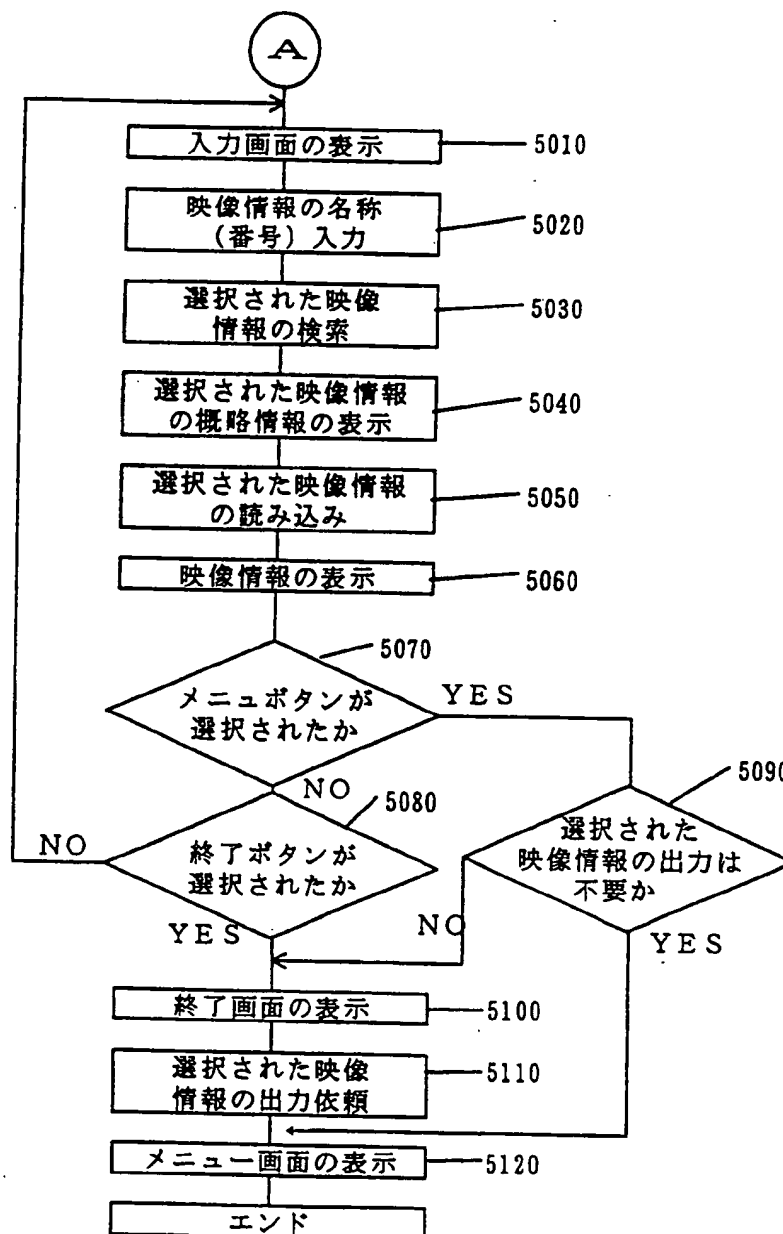 A
入力画面の表示
5010
映像情報の名称
(番号)入力
5020
選択された映像
情報の検索
5030
選択された映像情報
の概略情報の表示
5040
選択された映像情報
の読み込み
5050
映像情報の表示
5060
5070
メニュボタンが
選択されたか
YES
NO
5080
終了ボタンが
選択されたか
NO
YES
5090
選択された
映像情報の出力は
不要か
NO
YES
終了画面の表示
5100
選択された映像
情報の出力依頼
5110
メニュー画面の表示
5120
エンド